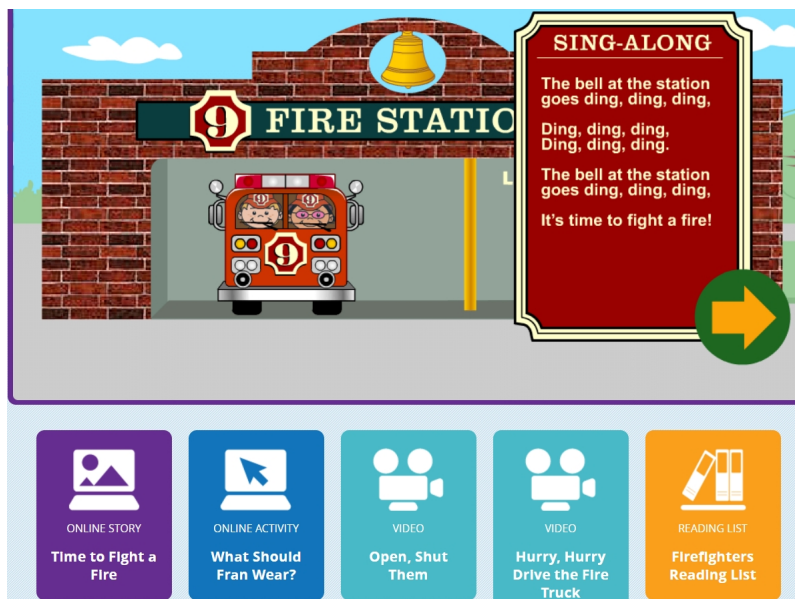 SING-ALONG
The bell at the station
goes ding, ding, ding,
Ding, ding, ding,
Ding, ding, ding.
The bell at the station
goes ding, ding, ding,
It's time to fight a fire!
9 FIRE STATIO
L
9 9
9
ONLINE STORY
Time to Fight a
Fire
ONLINE ACTIVITY
What Should
Fran Wear?
VIDEO
Open, Shut
Them
VIDEO
Hurry, Hurry
Drive the Fire
Truck
READING LIST
Firefighters
Reading List